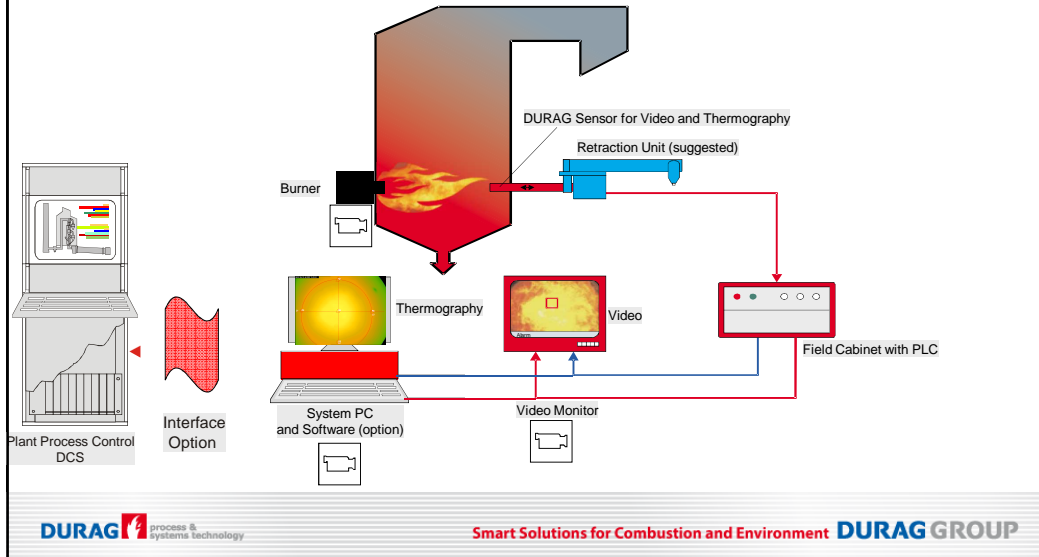 DURAG Sensor for Video and Thermography
Retraction Unit (suggested)
Burner
Thermography
Video
Alarm
Field Cabinet with PLC
System PC
and Software (option)
Video Monitor
Interface
Option
Plant Process Control
DCS
DURAG process &
systems technology
Smart Solutions for Combustion and Environment DURAG GROUP